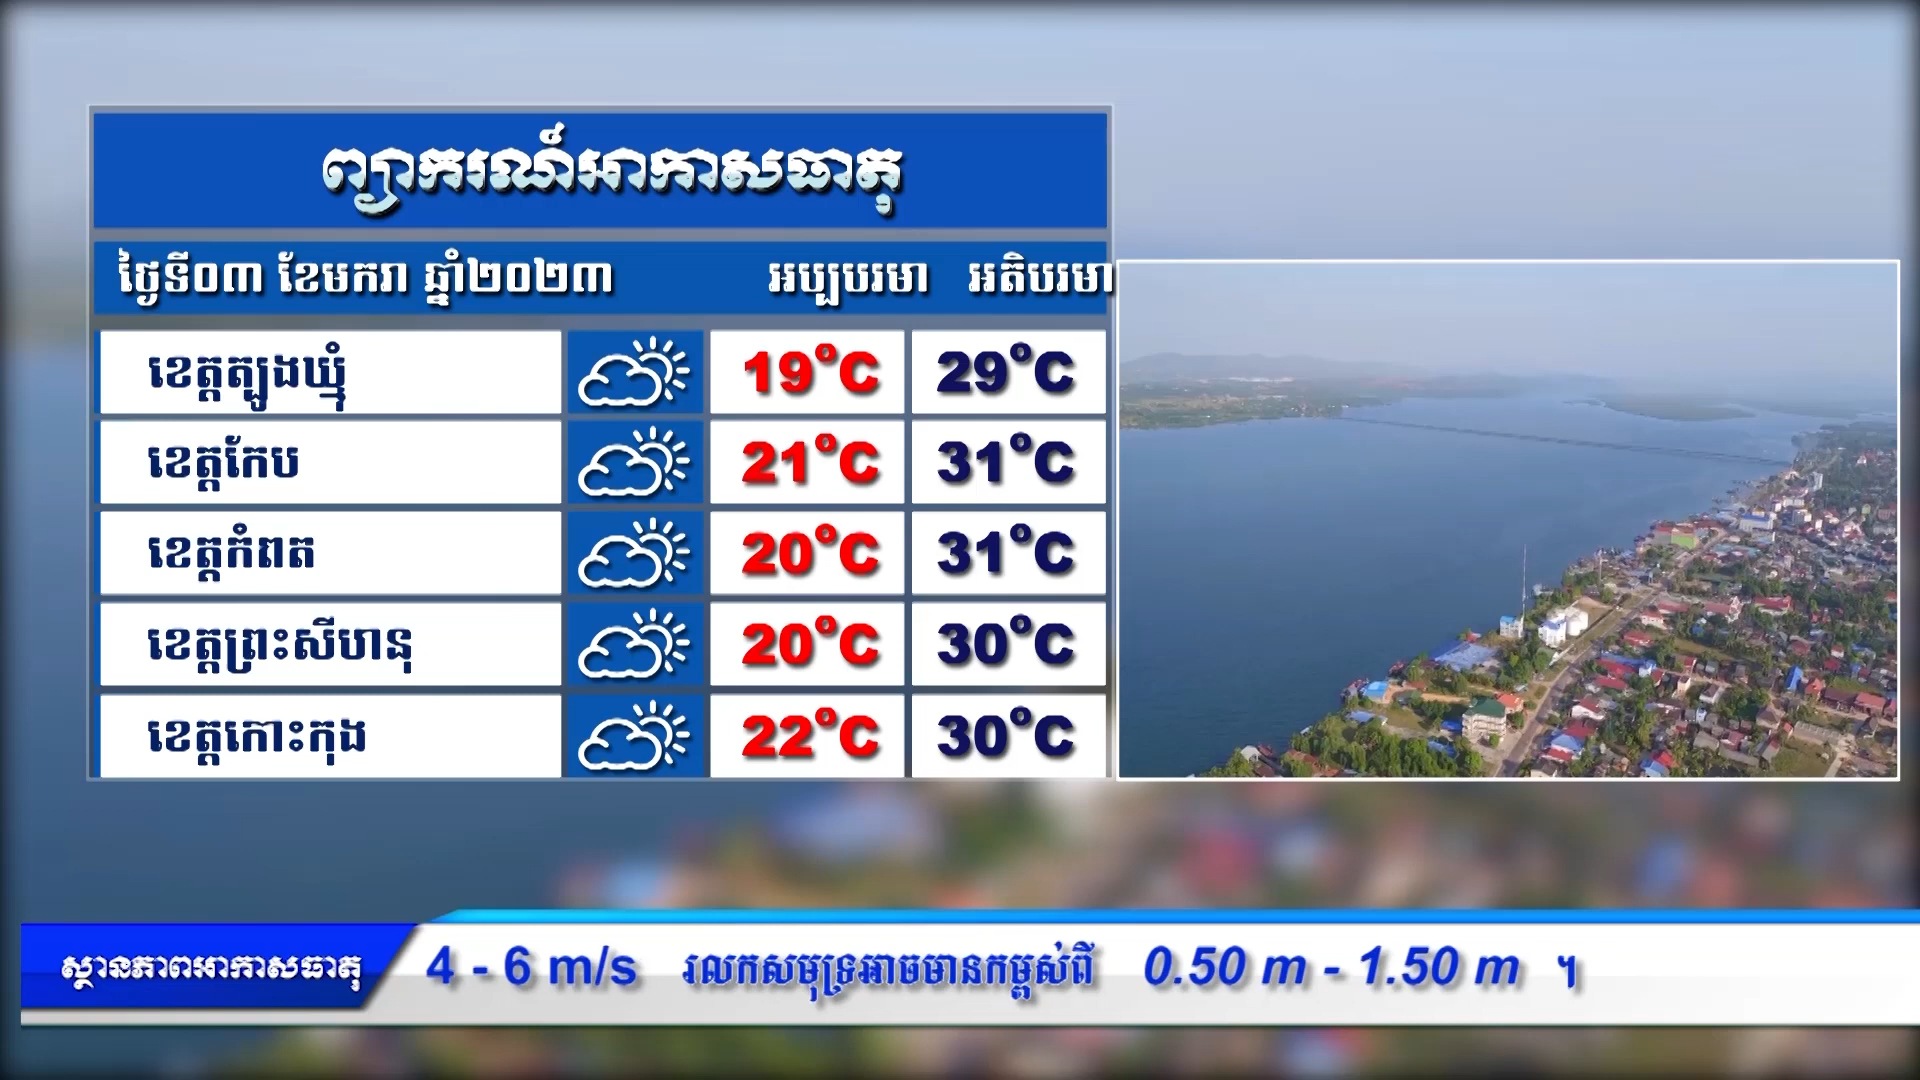 ព្យាករណ៍អាកាសធាតុ
ថ្ងៃទី០៣ ខែមករា ឆ្នាំ២០២៣ អប្បបរមា អតិបរមា
ខេត្តត្បូងឃ្មុំ 19°C 29°C
ខេត្តកែប 21°C 31°C
ខេត្តកំពត 20°C 31°C
ខេត្តព្រះសីហនុ 20°C 30°C
ខេត្តកោះកុង 22°C 30°C
ស្ថានភាពអាកាសធាតុ 4 - 6 m/s រលកសមុទ្រអាចមានកម្ពស់ពី 0.50 m - 1.50 m ។